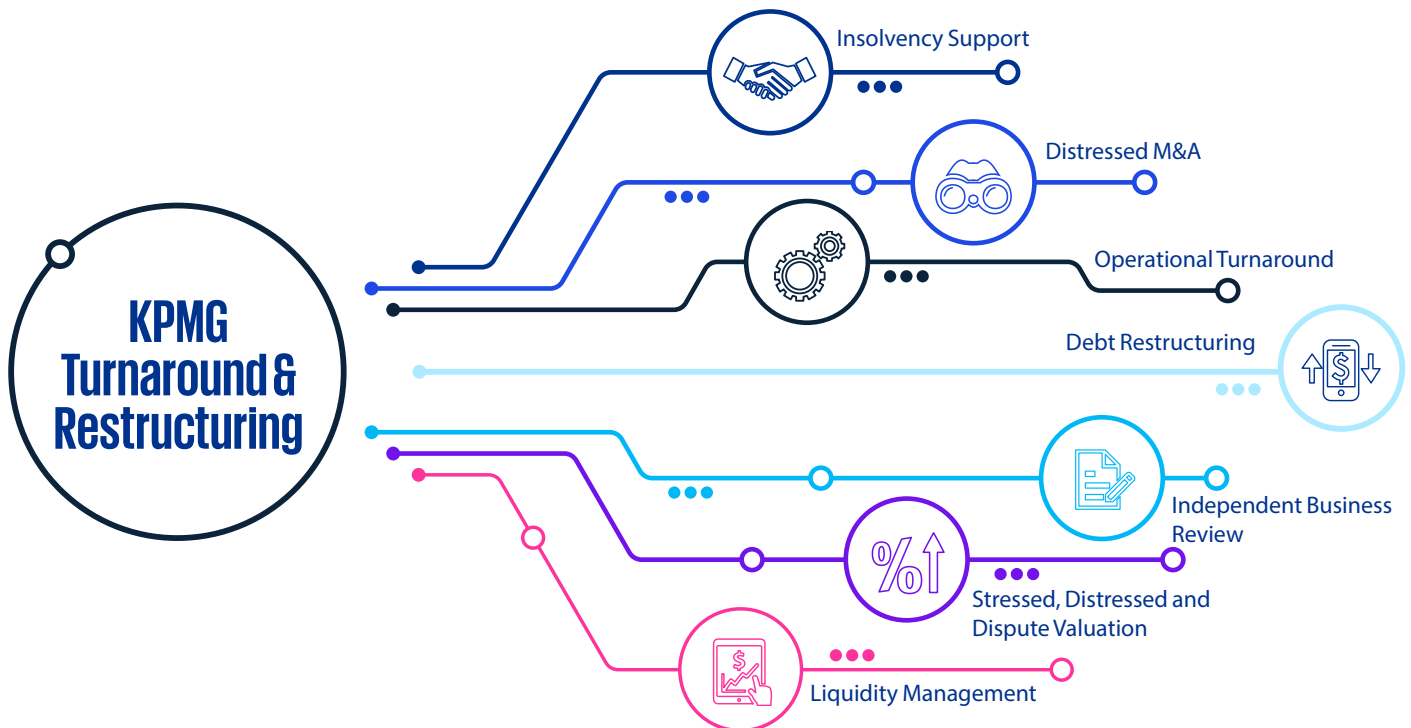 KPMG
Turnaround &
Restructuring
Insolvency Support
Distressed M&A
Operational Turnaround
Debt Restructuring
$
Independent Business
Review
%
Stressed, Distressed and
Dispute Valuation
$
Liquidity Management